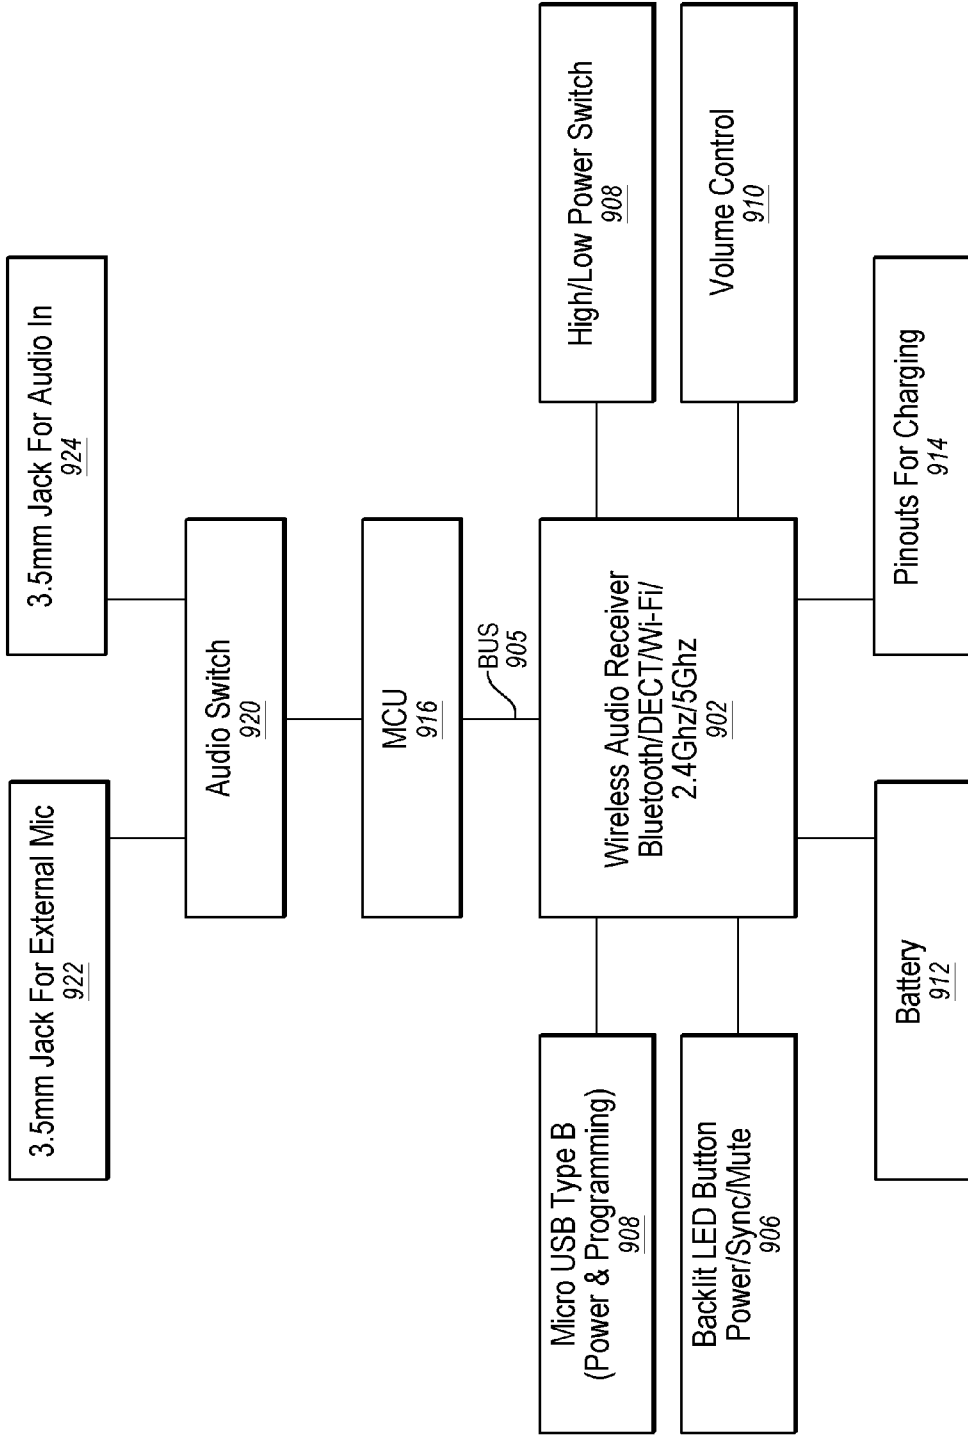 3.5mm Jack For External Mic
922
3.5mm Jack For Audio In
924
Audio Switch
920
MCU
916
BUS
905
Micro USB Type B
(Power & Programming)
908
Backlit LED Button
Power/Sync/Mute
906
Wireless Audio Receiver
Bluetooth/DECT/Wi-Fi/
2.4Ghz/5Ghz
902
High/Low Power Switch
908
Volume Control
910
Battery
912
Pinouts For Charging
914